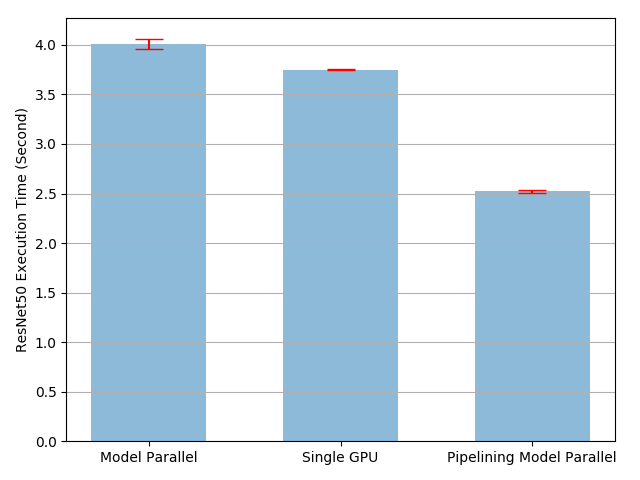 ResNet50 Execution Time (Second)
4.0
3.5
3.0
2.5
2.0
1.5
1.0
0.5
0.0
Model Parallel
Single GPU
Pipelining Model Parallel